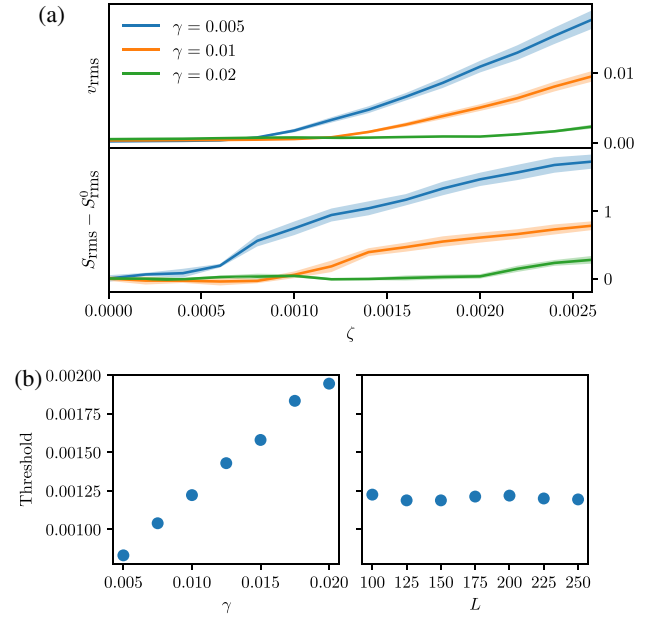 (a)
γ = 0.005
γ = 0.01
γ = 0.02
v_rms
0.01
0.00
S_rms − S⁰_rms
1
0
0.0000 0.0005 0.0010 0.0015 0.0020 0.0025
ζ
(b)
Threshold
0.00200
0.00175
0.00150
0.00125
0.00100
0.005 0.010 0.015 0.020
γ
100 125 150 175 200 225 250
L